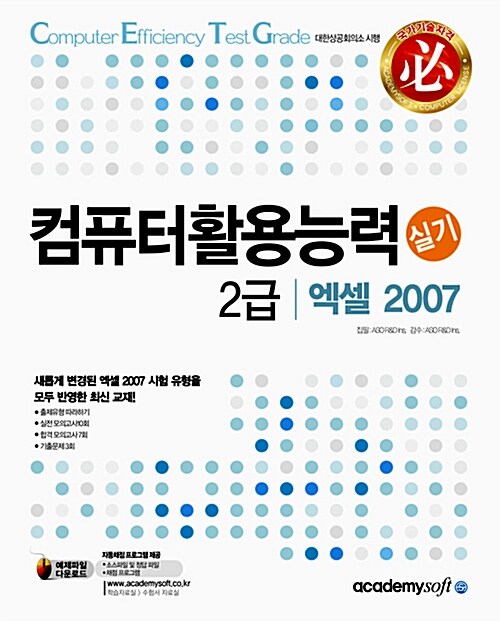 Computer Efficiency Test Grade 대한상공회의소 시행
국가기술자격
必
컴퓨터활용능력 실기
2급 엑셀 2007
집필 : ASO R&D Ins, 감수 : ASO R&D Ins,
새롭게 변경된 엑셀 2007 시험 유형을
모두 반영한 최신 교재!
• 출제유형 따라하기
• 실전 모의고사10회
• 합격 모의고사 7회
• 기출문제 3회
예제파일
다운로드
자동채점 프로그램 제공
• 소스파일 및 정답 파일
• 채점 프로그램
www.academysoft.co.kr
학습자료실 > 수험서 자료실
academysoft